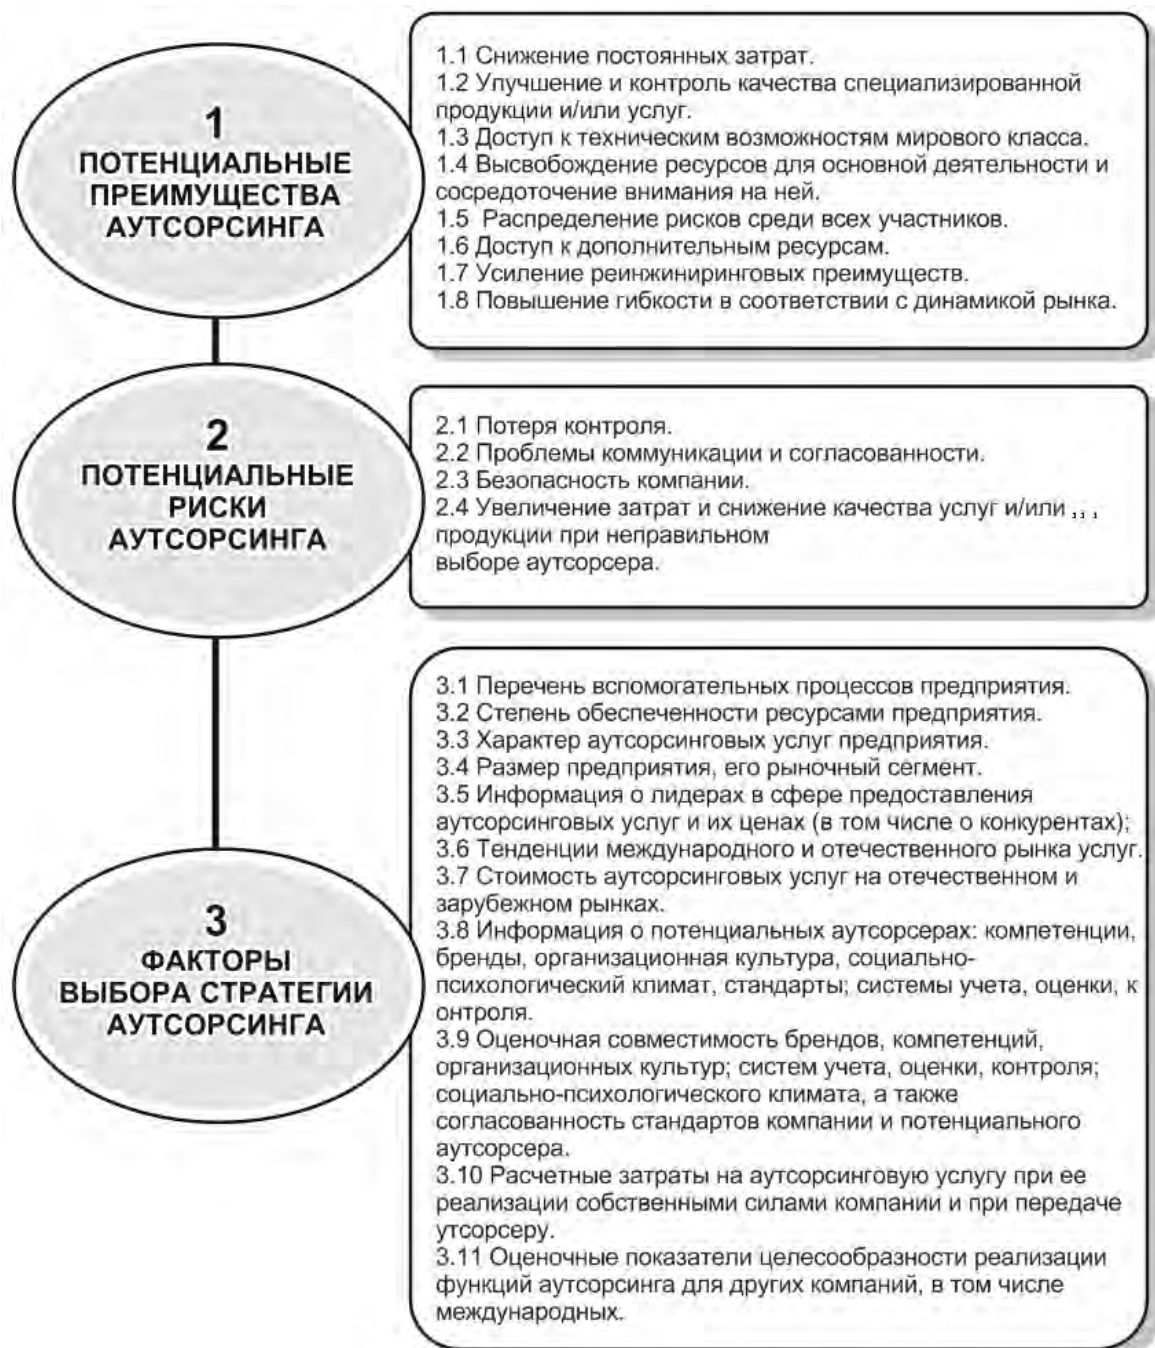 1
ПОТЕНЦИАЛЬНЫЕ
ПРЕИМУЩЕСТВА
АУТСОРСИНГА
1.1 Снижение постоянных затрат.
1.2 Улучшение и контроль качества специализированной
продукции и/или услуг.
1.3 Доступ к техническим возможностям мирового класса.
1.4 Высвобождение ресурсов для основной деятельности и
сосредоточение внимания на ней.
1.5 Распределение рисков среди всех участников.
1.6 Доступ к дополнительным ресурсам.
1.7 Усиление реинжиниринговых преимуществ.
1.8 Повышение гибкости в соответствии с динамикой рынка.
2
ПОТЕНЦИАЛЬНЫЕ
РИСКИ
АУТСОРСИНГА
2.1 Потеря контроля.
2.2 Проблемы коммуникации и согласованности.
2.3 Безопасность компании.
2.4 Увеличение затрат и снижение качества услуг и/или
продукции при неправильном
выборе аутсорсера.
3
ФАКТОРЫ
ВЫБОРА СТРАТЕГИИ
АУТСОРСИНГА
3.1 Перечень вспомогательных процессов предприятия.
3.2 Степень обеспеченности ресурсами предприятия.
3.3 Характер аутсорсинговых услуг предприятия.
3.4 Размер предприятия, его рыночный сегмент.
3.5 Информация о лидерах в сфере предоставления
аутсорсинговых услуг и их ценах (в том числе о конкурентах);
3.6 Тенденции международного и отечественного рынка услуг.
3.7 Стоимость аутсорсинговых услуг на отечественном и
зарубежном рынках.
3.8 Информация о потенциальных аутсорсерах: компетенции,
бренды, организационная культура, социально-
психологический климат, стандарты; системы учета, оценки, к
онтроля.
3.9 Оценочная совместимость брендов, компетенций,
организационных культур; систем учета, оценки, контроля;
социально-психологического климата, а также
согласованность стандартов компании и потенциального
аутсорсера.
3.10 Расчетные затраты на аутсорсинговую услугу при ее
реализации собственными силами компании и при передаче
утсорсеру.
3.11 Оценочные показатели целесообразности реализации
функций аутсорсинга для других компаний, в том числе
международных.